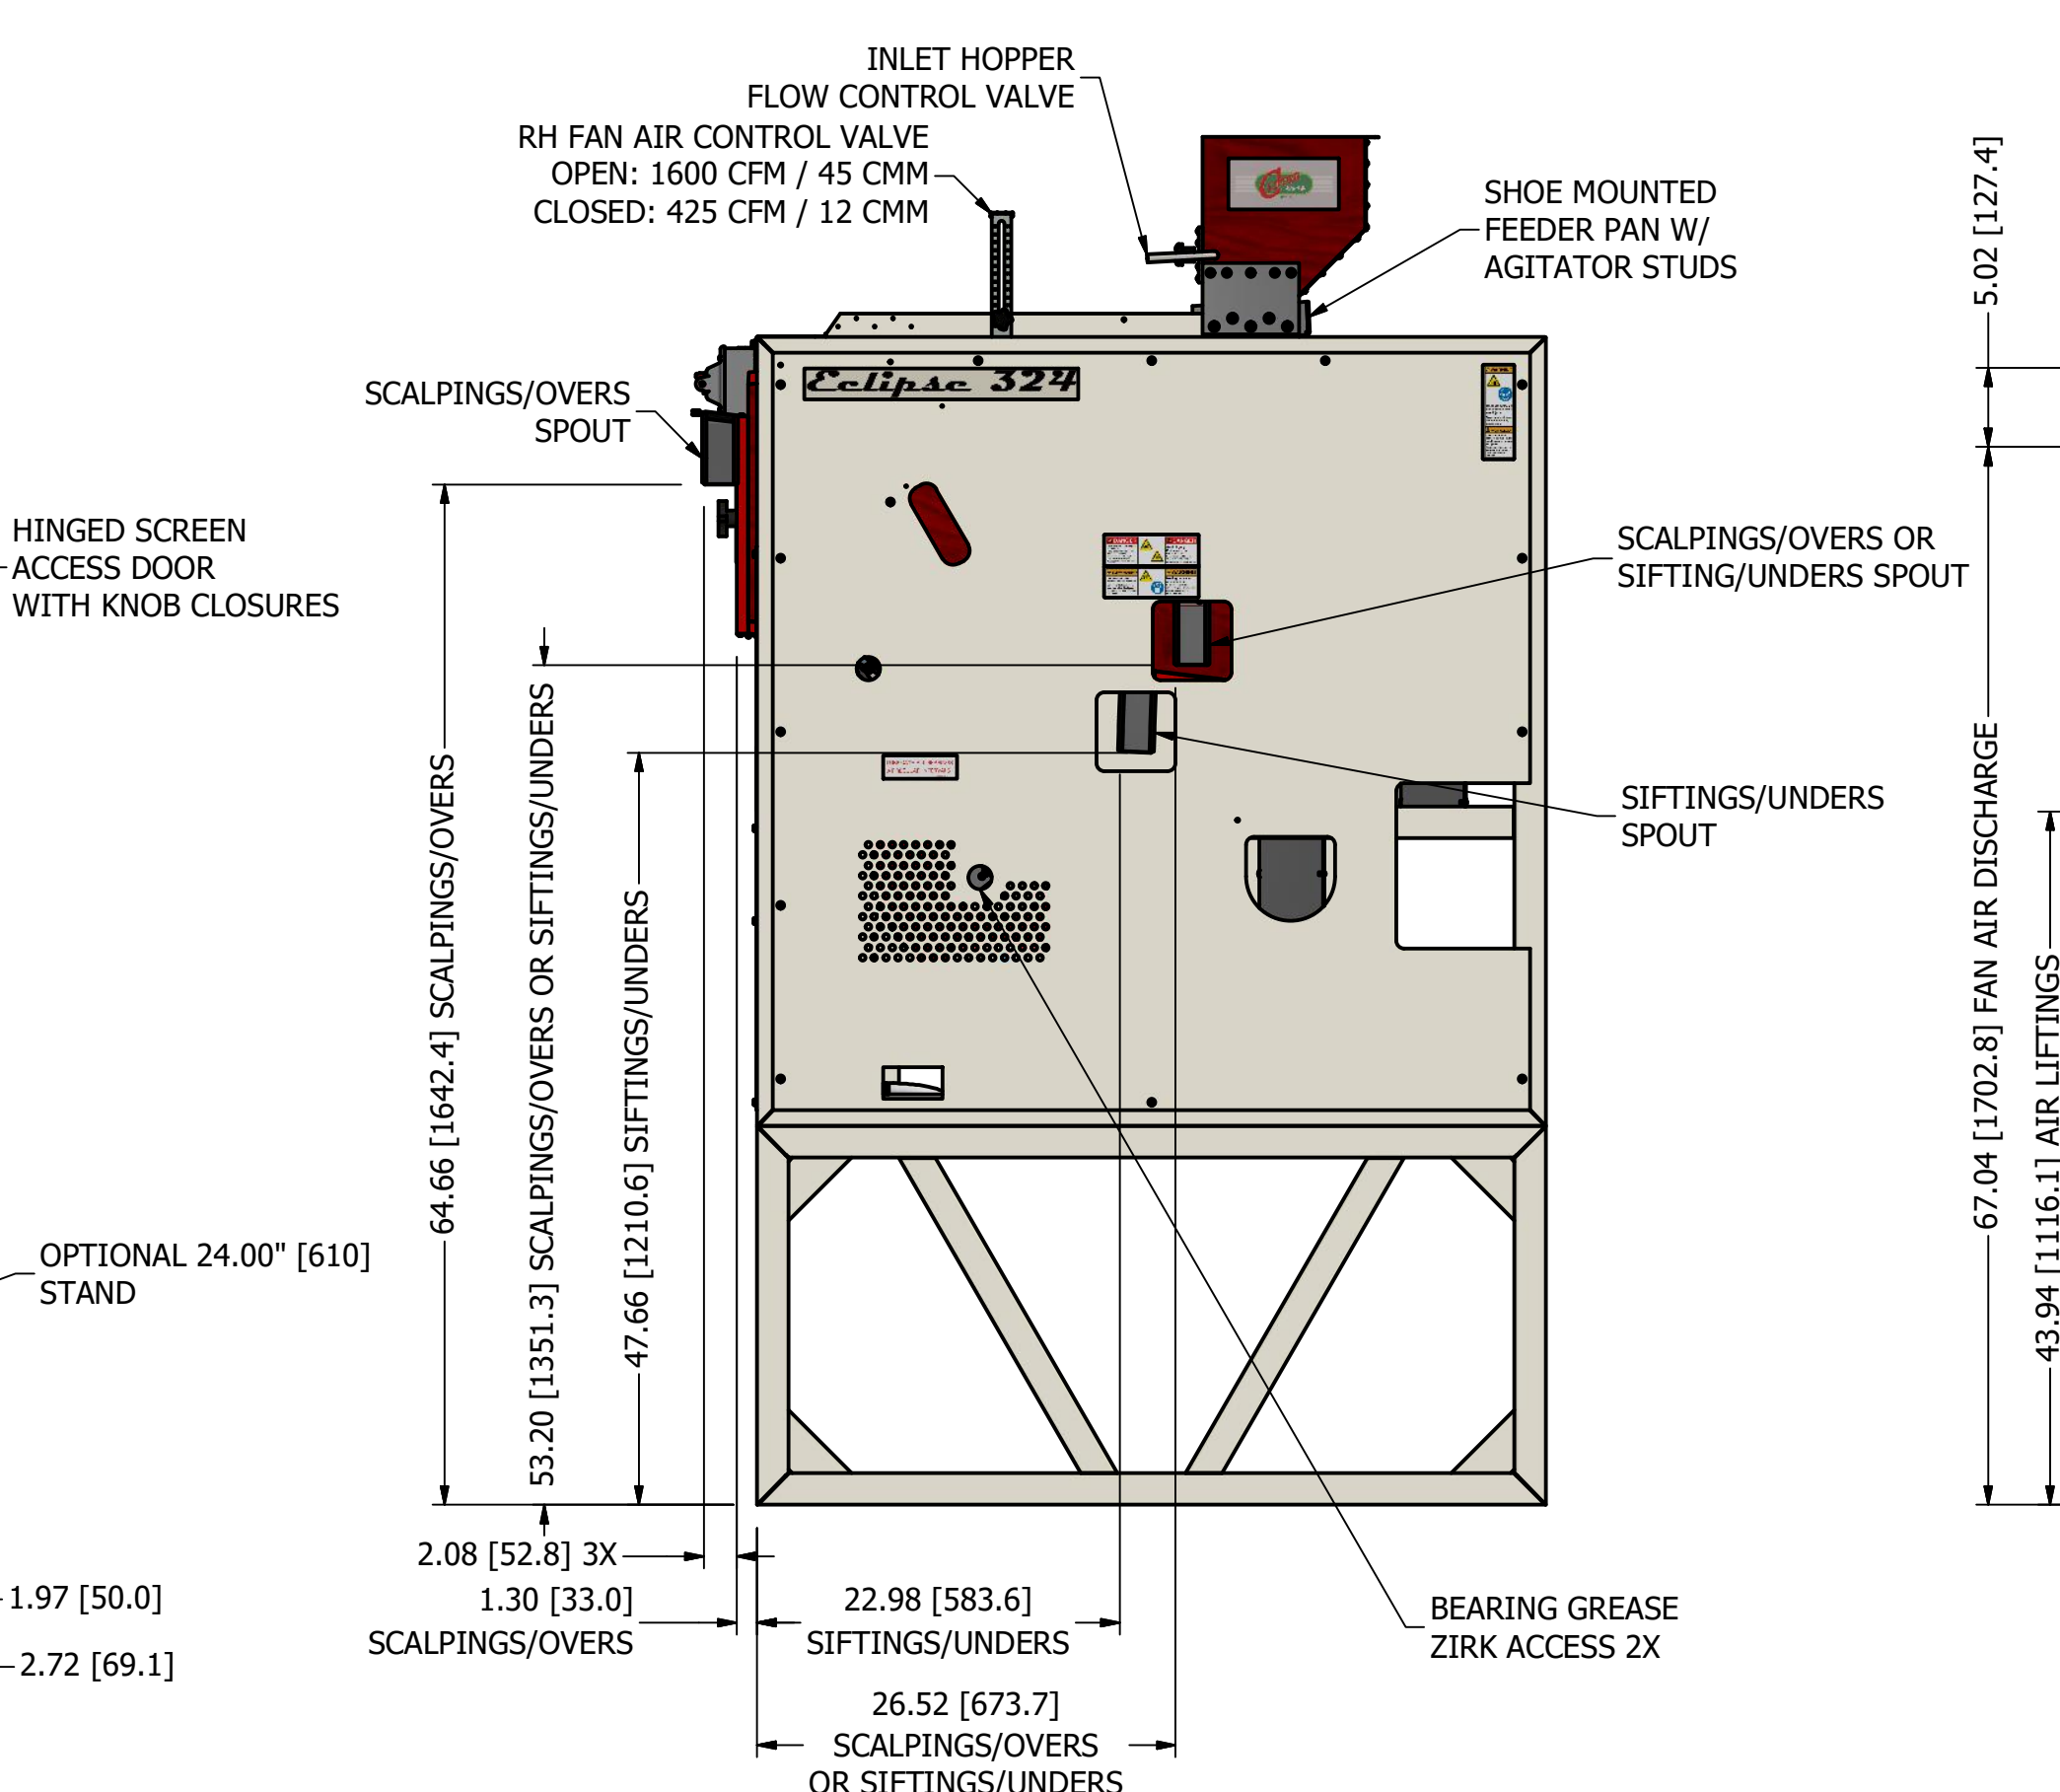 INLET HOPPER
FLOW CONTROL VALVE
RH FAN AIR CONTROL VALVE
OPEN: 1600 CFM / 45 CMM
CLOSED: 425 CFM / 12 CMM
SHOE MOUNTED
FEEDER PAN W/
AGITATOR STUDS
5.02 [127.4]
Eclipse 324
SCALPINGS/OVERS
SPOUT
HINGED SCREEN
ACCESS DOOR
WITH KNOB CLOSURES
SCALPINGS/OVERS OR
SIFTING/UNDERS SPOUT
SIFTINGS/UNDERS
SPOUT
64.66 [1642.4] SCALPINGS/OVERS
53.20 [1351.3] SCALPINGS/OVERS OR SIFTINGS/UNDERS
47.66 [1210.6] SIFTINGS/UNDERS
67.04 [1702.8] FAN AIR DISCHARGE
43.94 [1116.1] AIR LIFTINGS
OPTIONAL 24.00" [610]
STAND
2.08 [52.8] 3X
1.30 [33.0]
SCALPINGS/OVERS
22.98 [583.6]
SIFTINGS/UNDERS
1.97 [50.0]
2.72 [69.1]
BEARING GREASE
ZIRK ACCESS 2X
26.52 [673.7]
SCALPINGS/OVERS
OR SIFTINGS/UNDERS